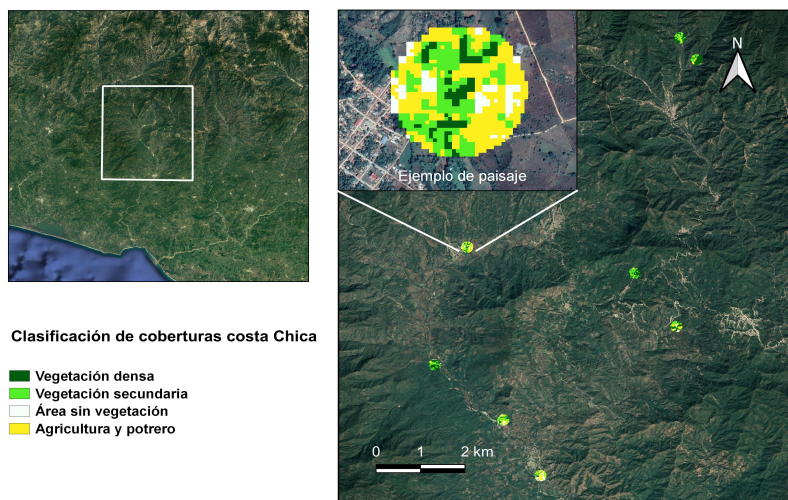 Ejemplo de paisaje
N
Clasificación de coberturas costa Chica
Vegetación densa
Vegetación secundaria
Área sin vegetación
Agricultura y potrero
0 1 2 km